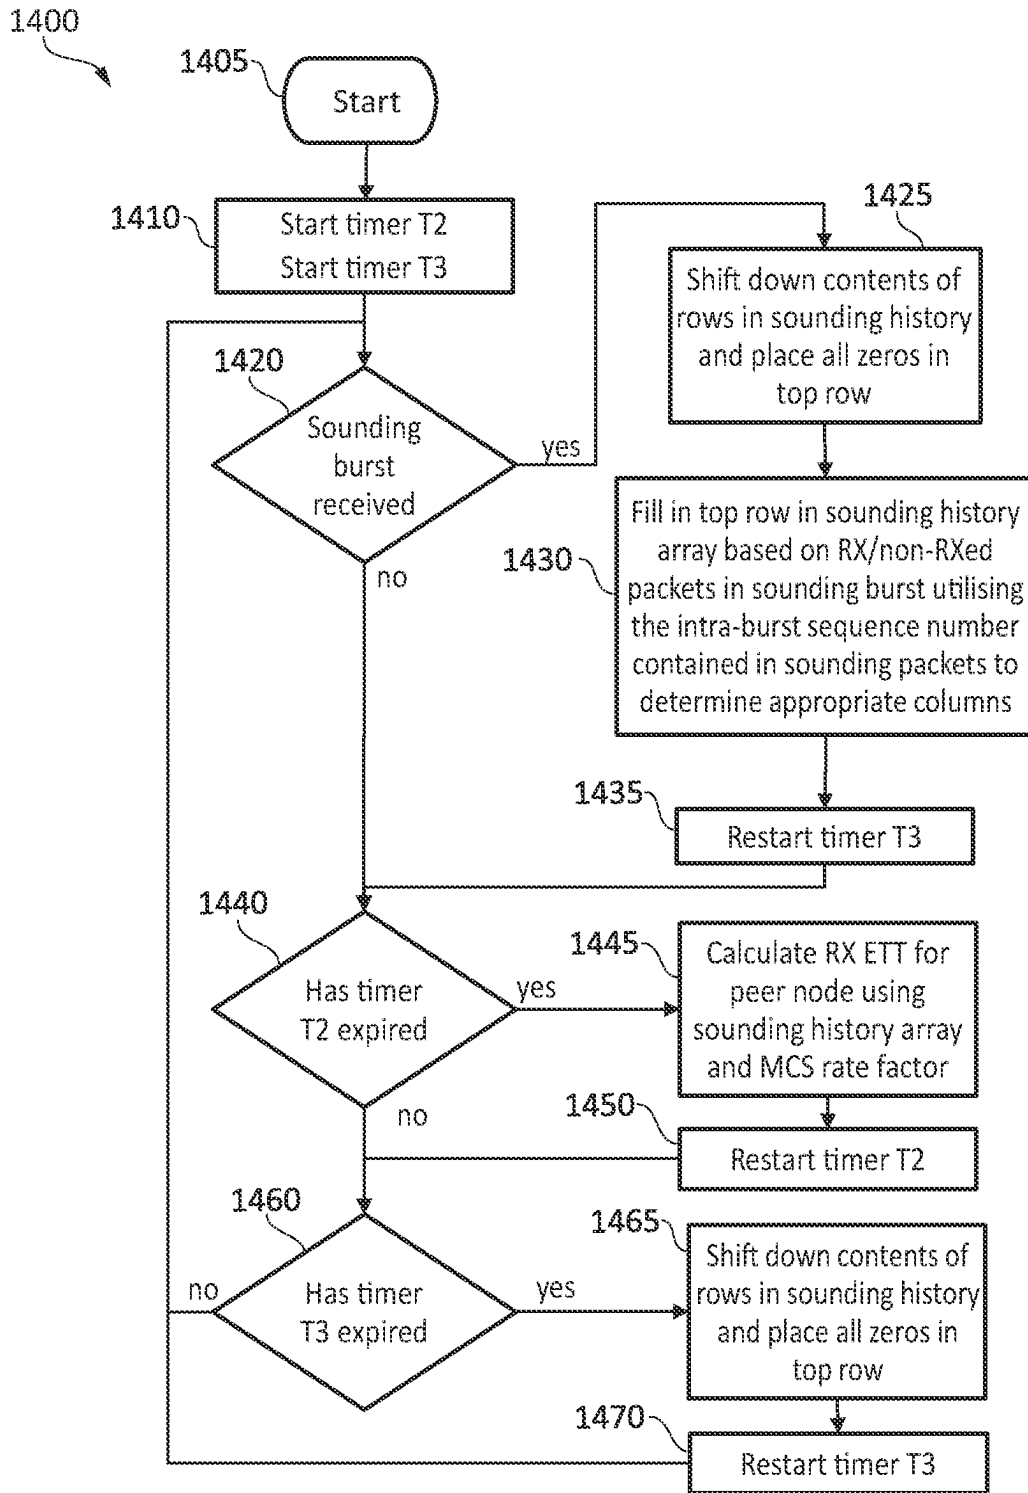 1400
1405
Start
1410
Start timer T2
Start timer T3
1420
Sounding
burst
received
yes
no
1425
Shift down contents of
rows in sounding history
and place all zeros in
top row
1430
Fill in top row in sounding history
array based on RX/non-RXed
packets in sounding burst utilising
the intra-burst sequence number
contained in sounding packets to
determine appropriate columns
1435
Restart timer T3
1440
Has timer
T2 expired
yes
no
1445
Calculate RX ETT for
peer node using
sounding history array
and MCS rate factor
1450
Restart timer T2
1460
Has timer
T3 expired
no
yes
1465
Shift down contents of
rows in sounding history
and place all zeros in
top row
1470
Restart timer T3